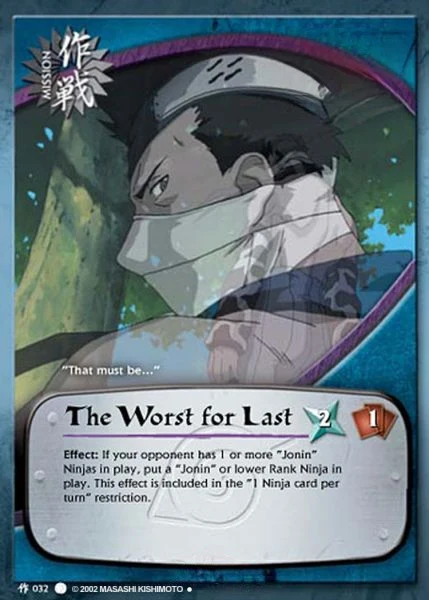 作戦
MISSION
"That must be..."
The Worst for Last 2 1
Effect: If your opponent has 1 or more "Jonin"
Ninjas in play, put a "Jonin" or lower Rank Ninja in
play. This effect is included in the "1 Ninja card per
turn" restriction.
作 032 © 2002 MASASHI KISHIMOTO